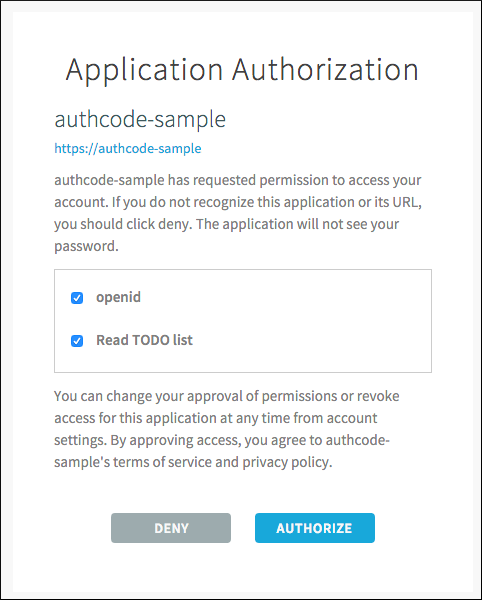 Application Authorization
authcode-sample
https://authcode-sample
authcode-sample has requested permission to access your
account. If you do not recognize this application or its URL,
you should click deny. The application will not see your
password.
openid
Read TODO list
You can change your approval of permissions or revoke
access for this application at any time from account
settings. By approving access, you agree to authcode-
sample's terms of service and privacy policy.
DENY
AUTHORIZE